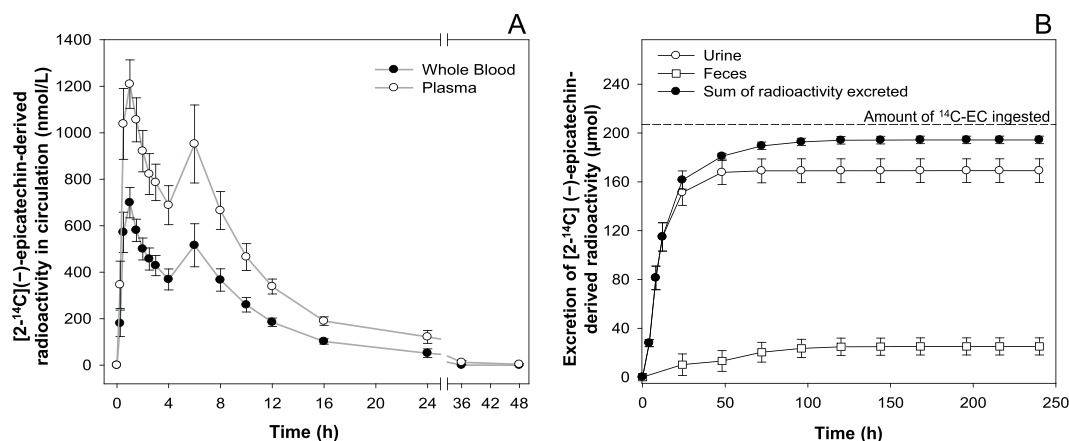 A
[2-¹⁴C](−)-epicatechin-derived
radioactivity in circulation (nmol/L)
1400
1200
1000
800
600
400
200
0
Whole Blood
Plasma
0 4 8 12 16 20 24 36 42 48
Time (h)
B
Excretion of [2-¹⁴C] (−)-epicatechin-
derived radioactivity (µmol)
240
200
160
120
80
40
0
Urine
Feces
Sum of radioactivity excreted
Amount of ¹⁴C-EC ingested
0 50 100 150 200 250
Time (h)